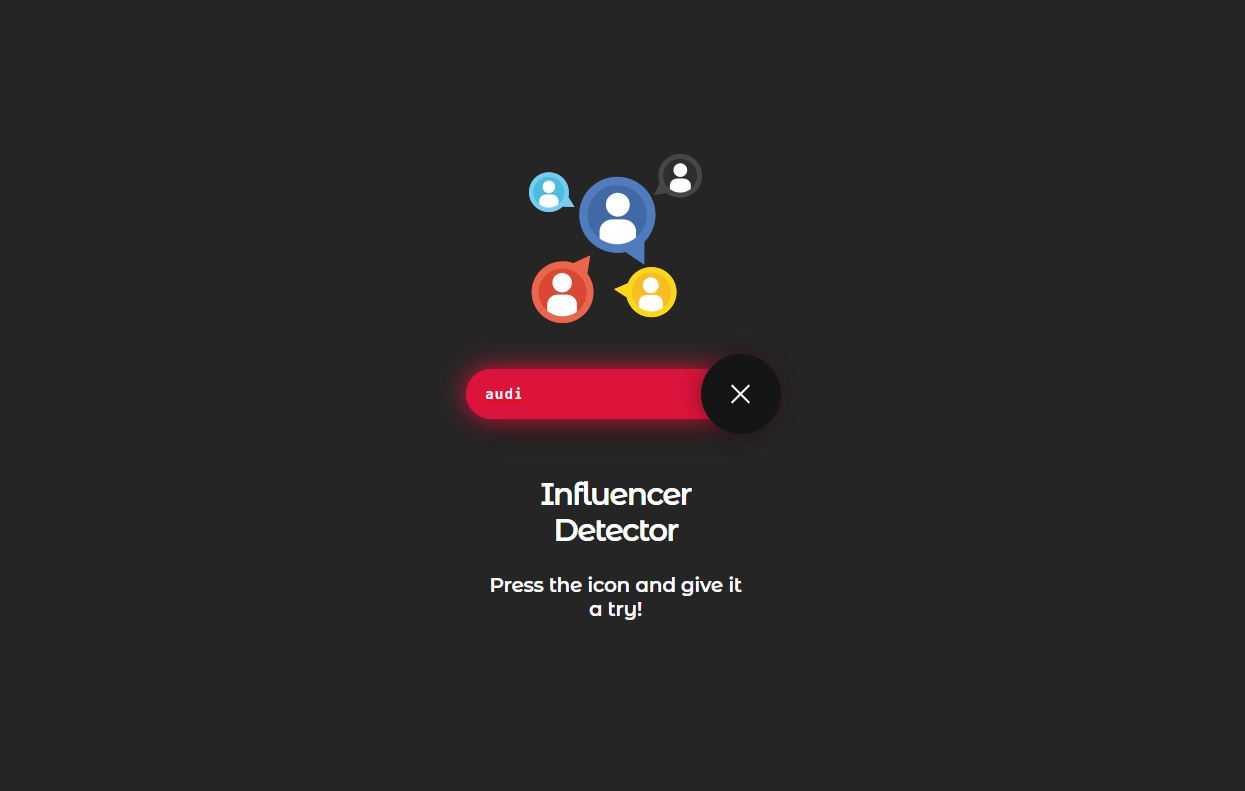 audi
Influencer
Detector
Press the icon and give it
a try!